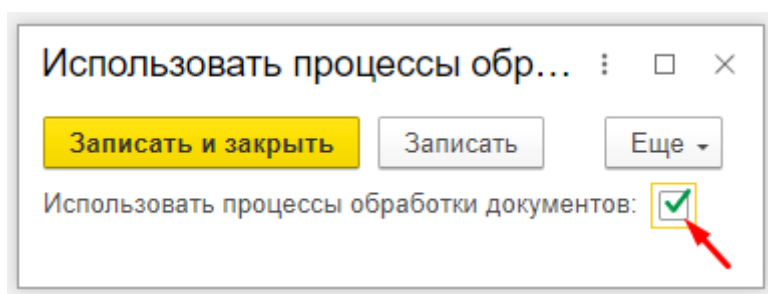 Использовать процессы обр...
Записать и закрыть Записать Еще
Использовать процессы обработки документов: